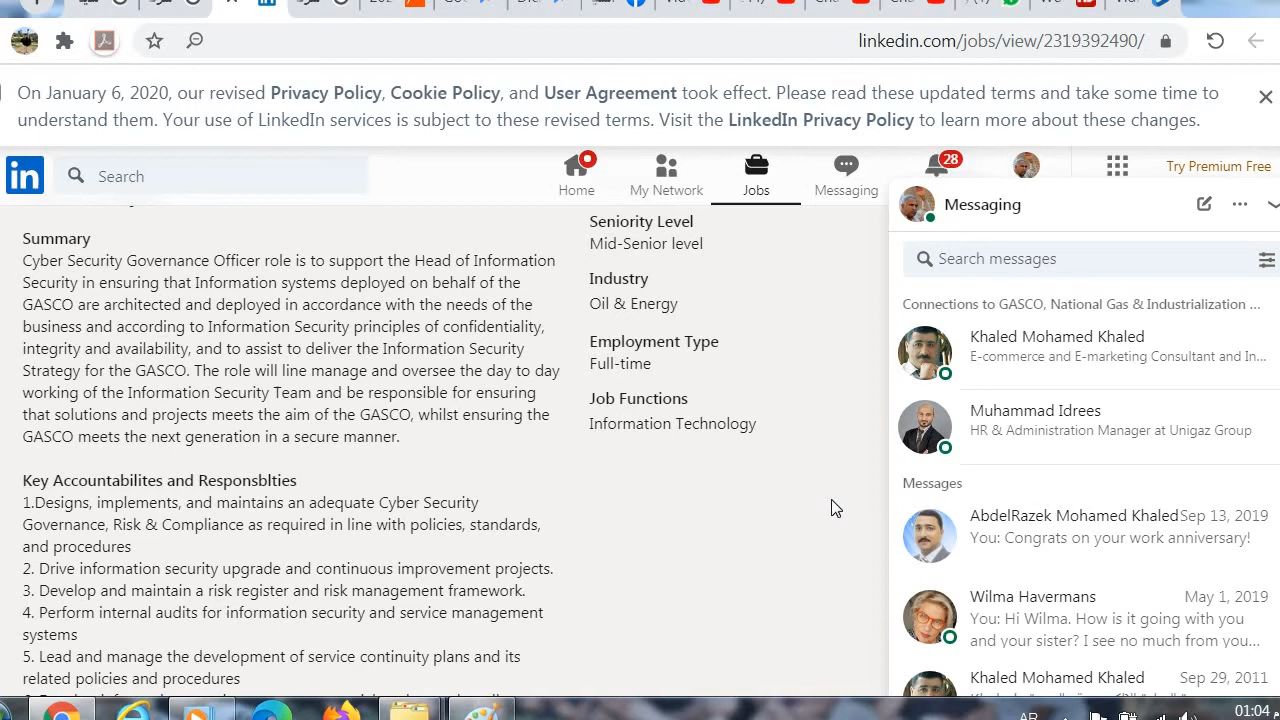 linkedin.com/jobs/view/2319392490/
On January 6, 2020, our revised Privacy Policy, Cookie Policy, and User Agreement took effect. Please read these updated terms and take some time to
understand them. Your use of LinkedIn services is subject to these revised terms. Visit the LinkedIn Privacy Policy to learn more about these changes.
in
Search
Home
My Network
Jobs
Messaging
28
Try Premium Free
Summary
Cyber Security Governance Officer role is to support the Head of Information
Security in ensuring that Information systems deployed on behalf of the
GASCO are architected and deployed in accordance with the needs of the
business and according to Information Security principles of confidentiality,
integrity and availability, and to assist to deliver the Information Security
Strategy for the GASCO. The role will line manage and oversee the day to day
working of the Information Security Team and be responsible for ensuring
that solutions and projects meets the aim of the GASCO, whilst ensuring the
GASCO meets the next generation in a secure manner.
Key Accountabilites and Responsblties
1.Designs, implements, and maintains an adequate Cyber Security
Governance, Risk & Compliance as required in line with policies, standards,
and procedures
2. Drive information security upgrade and continuous improvement projects.
3. Develop and maintain a risk register and risk management framework.
4. Perform internal audits for information security and service management
systems
5. Lead and manage the development of service continuity plans and its
related policies and procedures
Seniority Level
Mid-Senior level
Industry
Oil & Energy
Employment Type
Full-time
Job Functions
Information Technology
Messaging
Search messages
Connections to GASCO, National Gas & Industrialization ...
Khaled Mohamed Khaled
E-commerce and E-marketing Consultant and In...
Muhammad Idrees
HR & Administration Manager at Unigaz Group
Messages
AbdelRazek Mohamed Khaled Sep 13, 2019
You: Congrats on your work anniversary!
Wilma Havermans May 1, 2019
You: Hi Wilma. How is it going with you
and your sister? I see no much from you...
Khaled Mohamed Khaled Sep 29, 2011
01:04